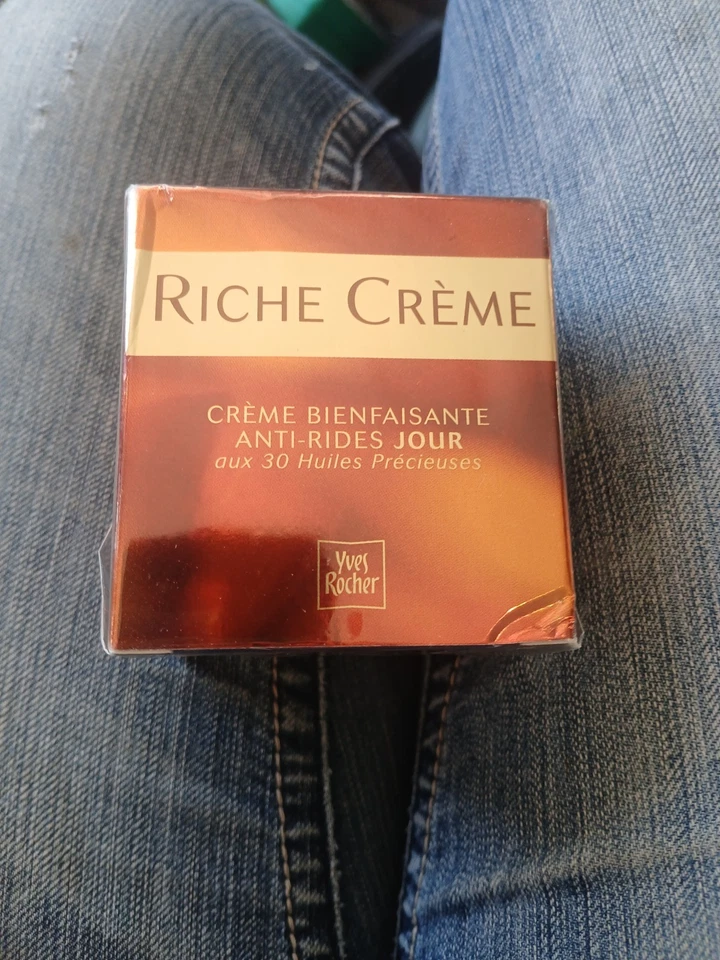 RICHE CRÈME
CRÈME BIENFAISANTE
ANTI-RIDES JOUR
aux 30 Huiles Précieuses
Yves
Rocher